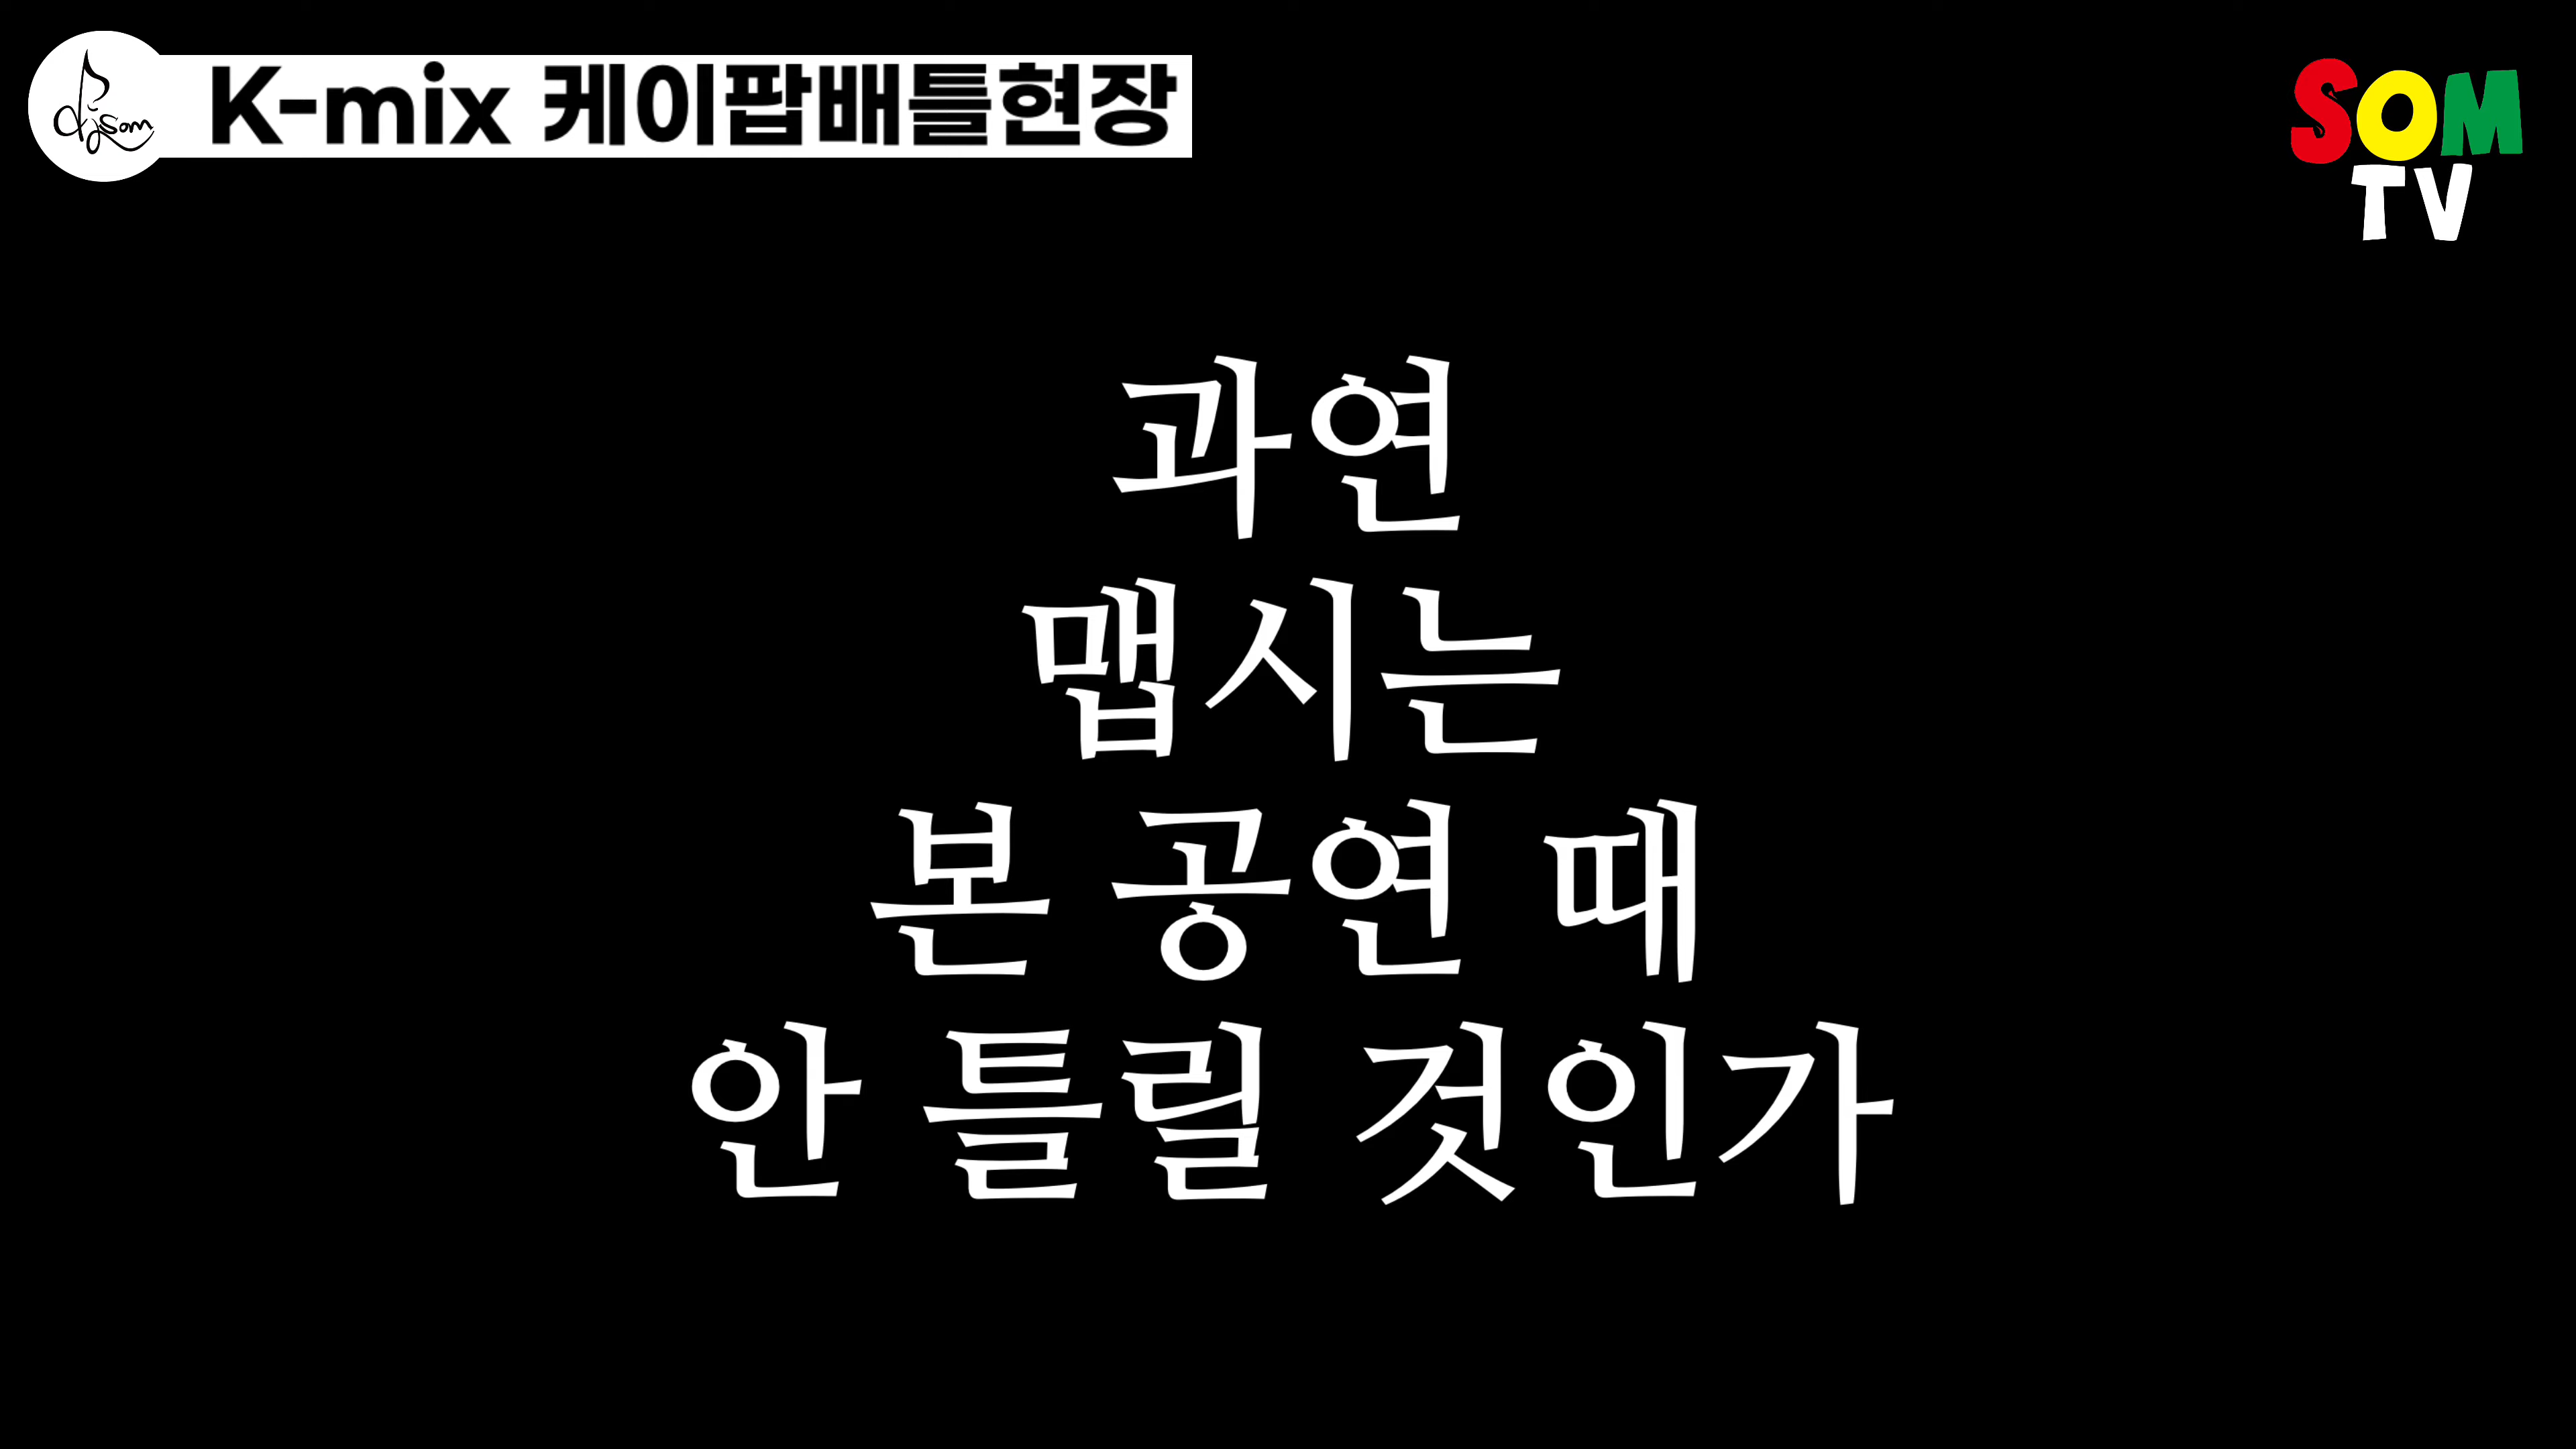 djsom
K-mix 케이팝배틀현장
SOM
TV
과연
맵시는
본 공연 때
안 틀릴 것인가